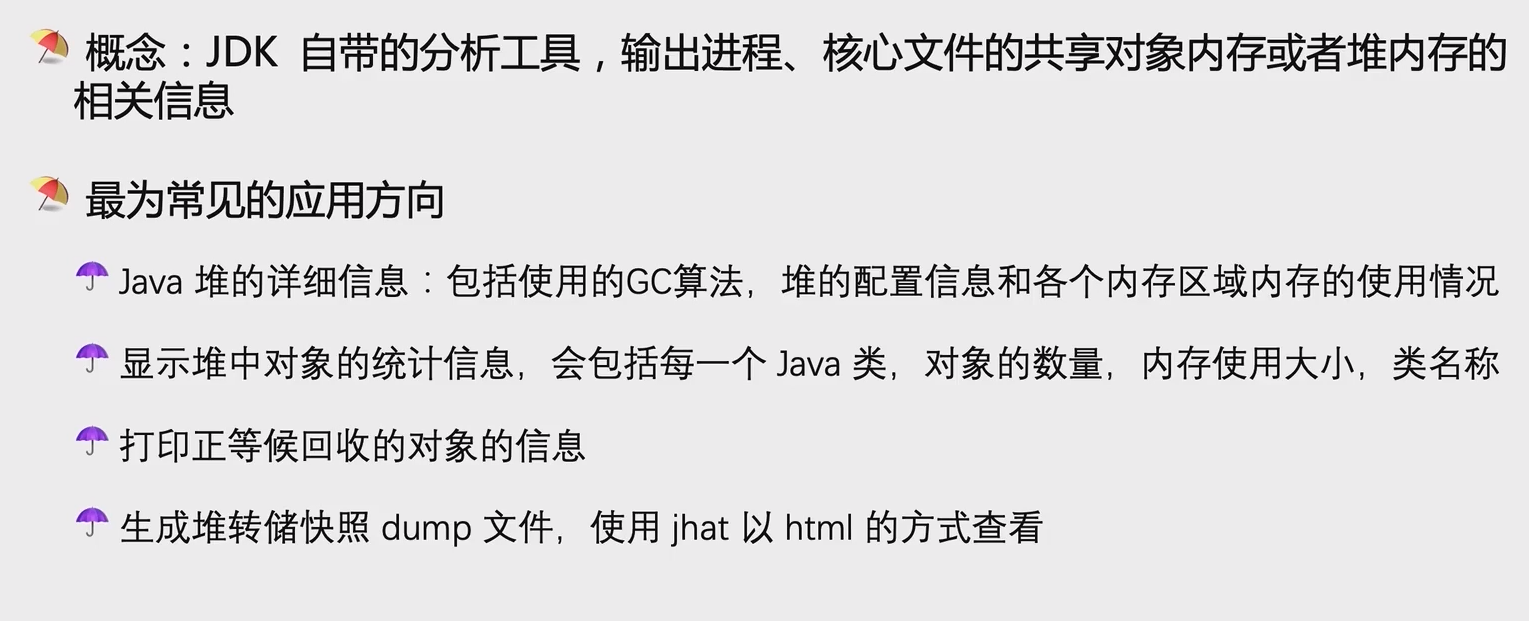 概念：JDK 自带的分析工具，输出进程、核心文件的共享对象内存或者堆内存的
相关信息
最为常见的应用方向
Java 堆的详细信息：包括使用的GC算法，堆的配置信息和各个内存区域内存的使用情况
显示堆中对象的统计信息，会包括每一个 Java 类，对象的数量，内存使用大小，类名称
打印正等候回收的对象的信息
生成堆转储快照 dump 文件，使用 jhat 以 html 的方式查看